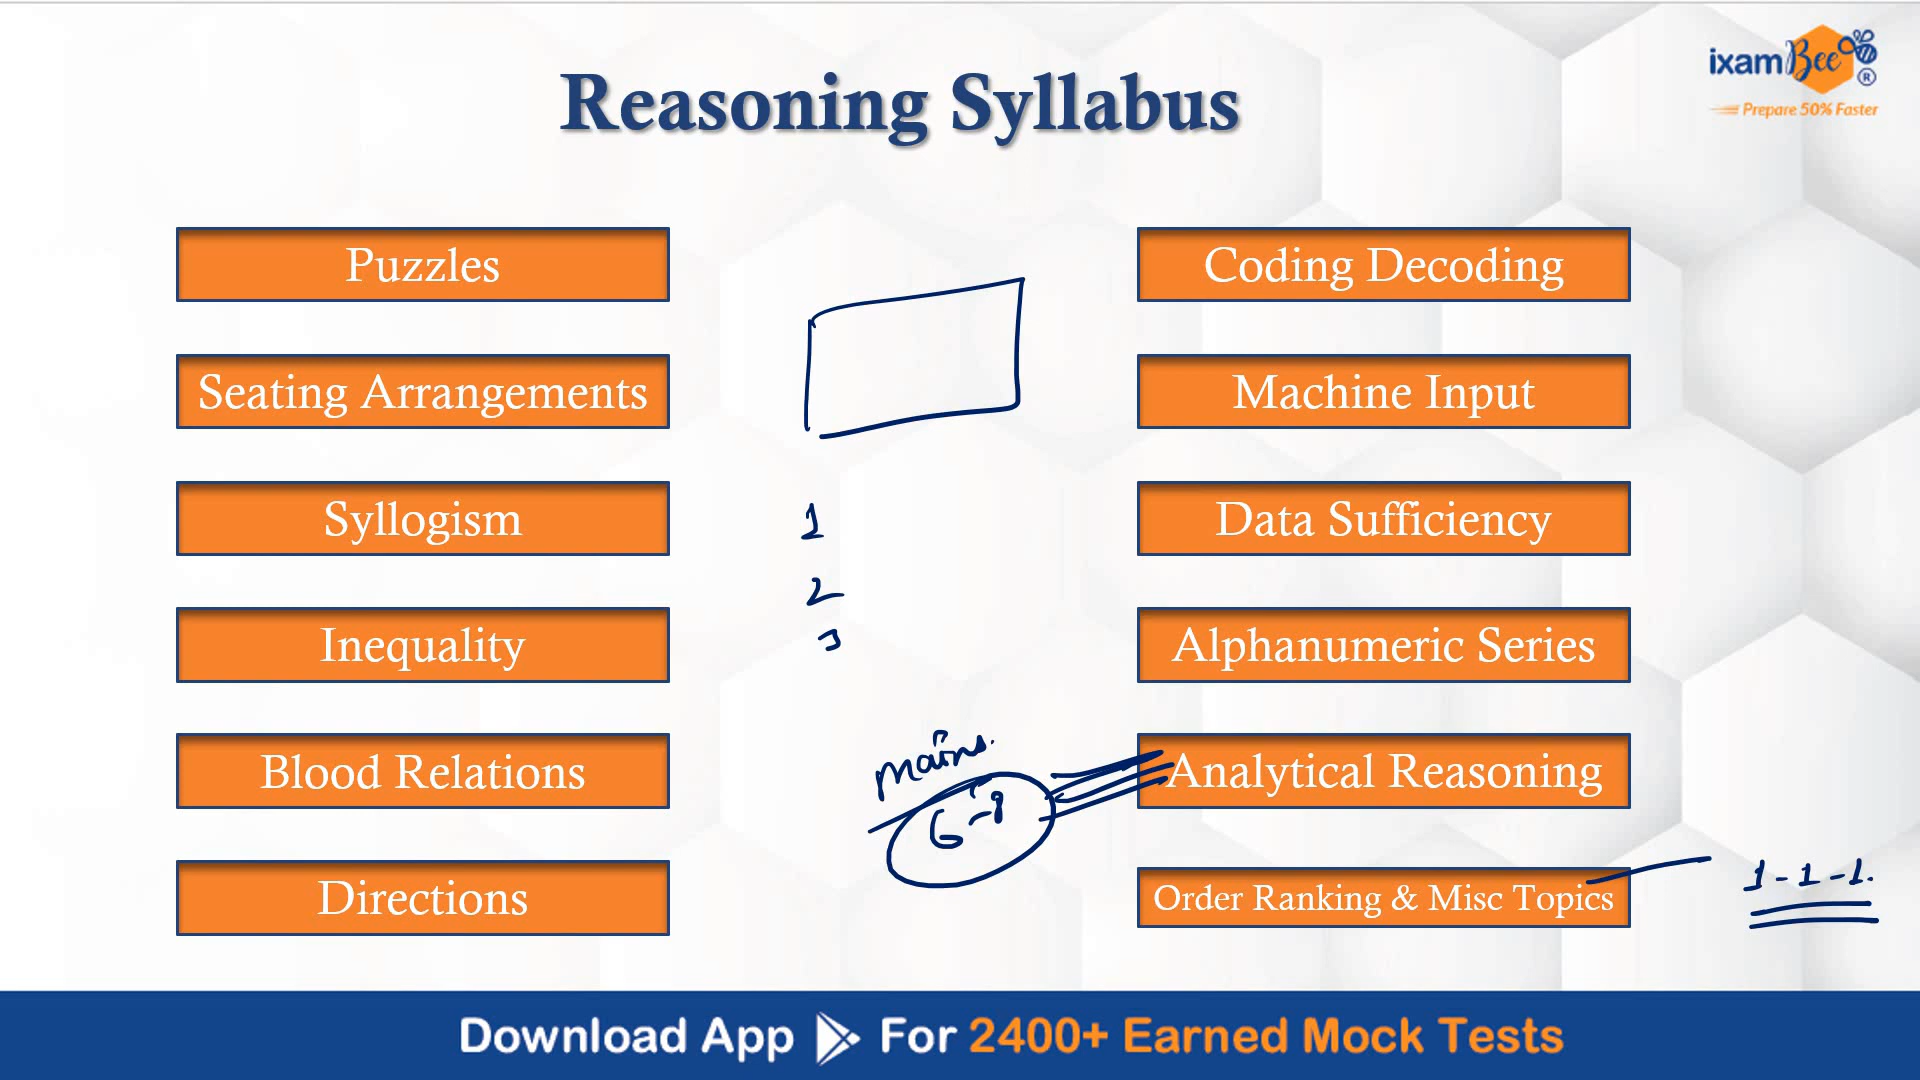 ixamBee®
Prepare 50% Faster
Reasoning Syllabus
Puzzles
Seating Arrangements
Syllogism
Inequality
Blood Relations
Directions
1
2
3
mains.
6-8
Coding Decoding
Machine Input
Data Sufficiency
Alphanumeric Series
Analytical Reasoning
Order Ranking & Misc Topics
1-1-1.
Download App For 2400+ Earned Mock Tests